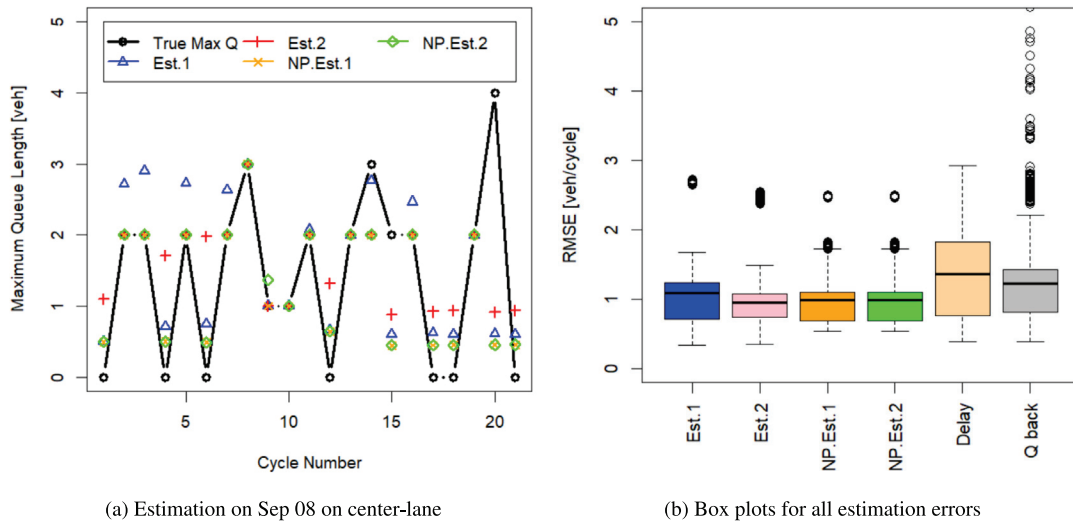 True Max Q
Est.1
Est.2
NP.Est.1
NP.Est.2
Maximum Queue Length [veh]
5
4
3
2
1
0
5
10
15
20
Cycle Number
(a) Estimation on Sep 08 on center-lane
RMSE [veh/cycle]
5
4
3
2
1
0
Est.1
Est.2
NP.Est.1
NP.Est.2
Delay
Q back
(b) Box plots for all estimation errors